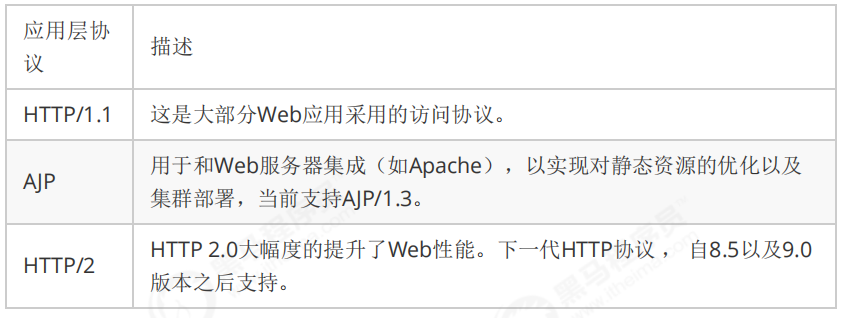 应用层协
议
描述
HTTP/1.1
这是大部分Web应用采用的访问协议。
AJP
用于和Web服务器集成（如Apache），以实现对静态资源的优化以及
集群部署，当前支持AJP/1.3。
HTTP/2
HTTP 2.0大幅度的提升了Web性能。下一代HTTP协议 ， 自8.5以及9.0
版本之后支持。